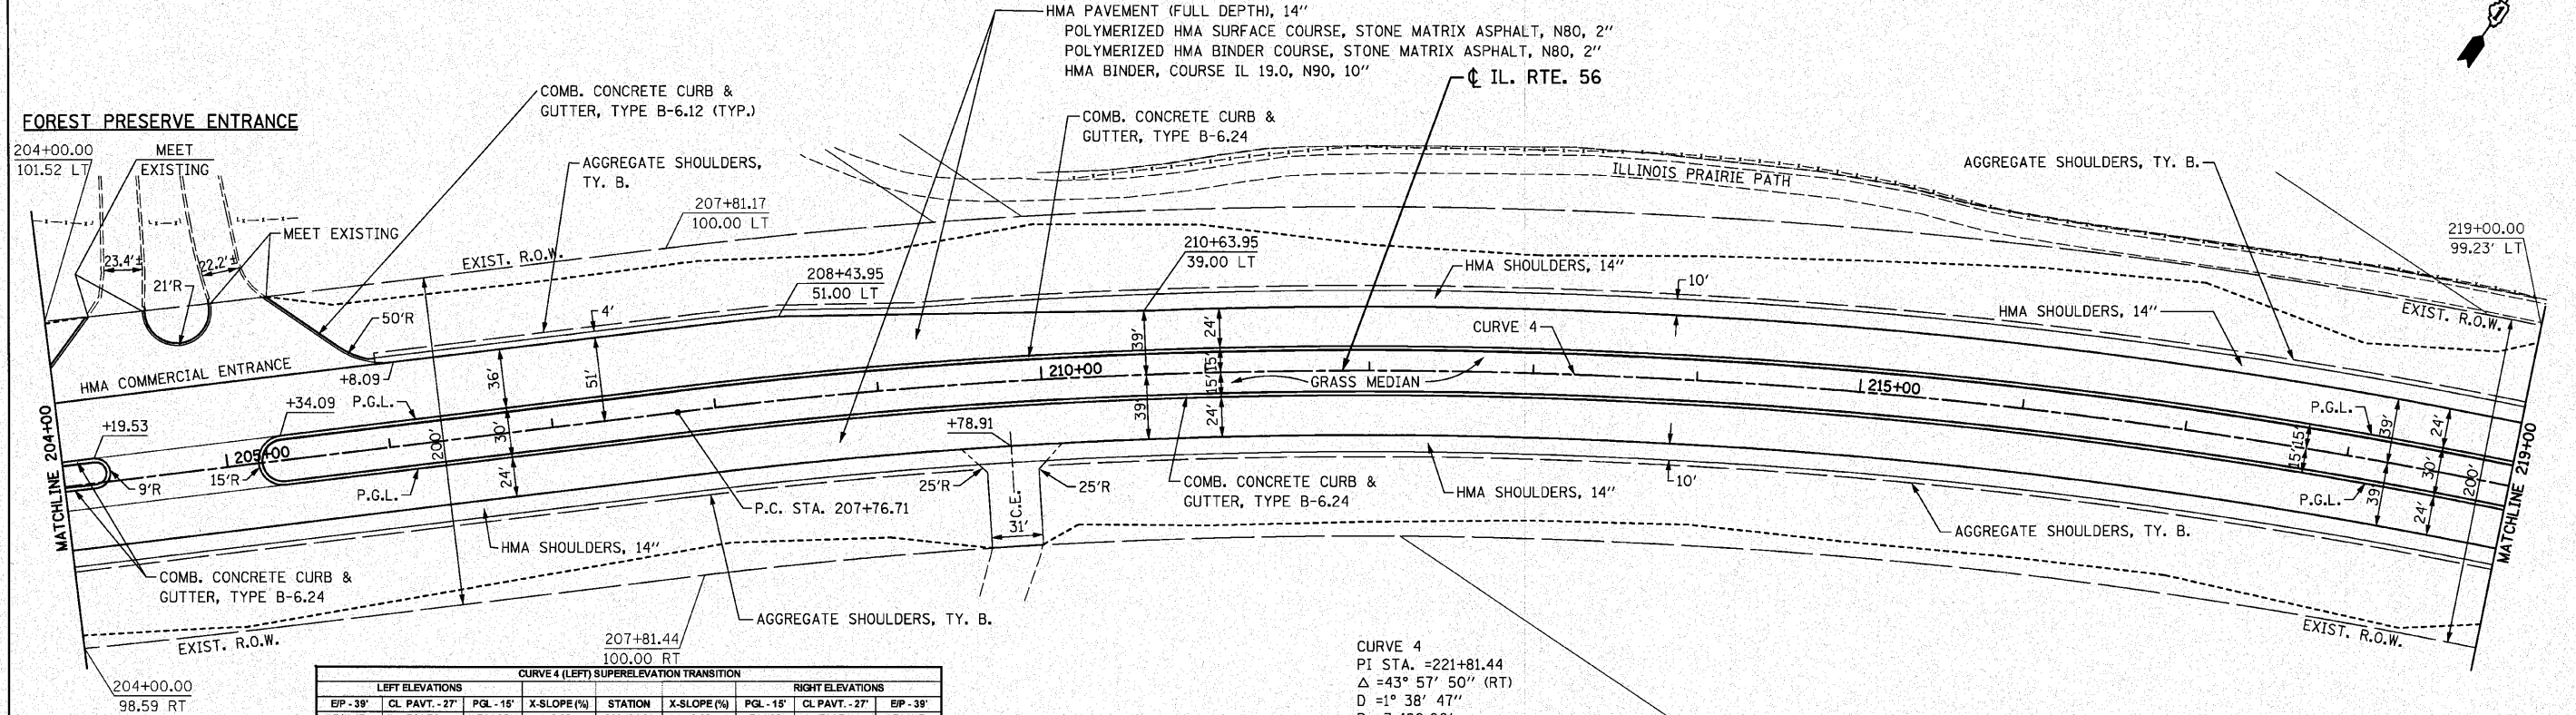 HMA PAVEMENT (FULL DEPTH), 14"
POLYMERIZED HMA SURFACE COURSE, STONE MATRIX ASPHALT, N80, 2"
POLYMERIZED HMA BINDER COURSE, STONE MATRIX ASPHALT, N80, 2"
HMA BINDER, COURSE IL 19.0, N90, 10"
℄ IL. RTE. 56
COMB. CONCRETE CURB &
GUTTER, TYPE B-6.12 (TYP.)
COMB. CONCRETE CURB &
GUTTER, TYPE B-6.24
FOREST PRESERVE ENTRANCE
204+00.00
101.52 LT
MEET
EXISTING
AGGREGATE SHOULDERS,
TY. B.
AGGREGATE SHOULDERS, TY. B.
ILLINOIS PRAIRIE PATH
207+81.17
100.00 LT
MEET EXISTING
EXIST. R.O.W.
210+63.95
39.00 LT
219+00.00
99.23' LT
23.4'±
22.2'±
21'R
208+43.95
51.00 LT
HMA SHOULDERS, 14"
10'
HMA SHOULDERS, 14"
EXIST. R.O.W.
50'R
4'
CURVE 4
HMA COMMERCIAL ENTRANCE
+8.09
36'
51'
39'
24'
15'
15'
39'
24'
210+00
GRASS MEDIAN
215+00
P.G.L.
+34.09
+19.53
205+00
200'
30'
24'
+78.91
P.G.L.
15'
15'
39'
24'
30'
200'
39'
24'
P.G.L.
MATCHLINE 204+00
MATCHLINE 219+00
9'R
15'R
P.G.L.
25'R
C.E.
31'
25'R
COMB. CONCRETE CURB &
GUTTER, TYPE B-6.24
HMA SHOULDERS, 14"
10'
P.C. STA. 207+76.71
HMA SHOULDERS, 14"
AGGREGATE SHOULDERS, TY. B.
COMB. CONCRETE CURB &
GUTTER, TYPE B-6.24
AGGREGATE SHOULDERS, TY. B.
EXIST. R.O.W.
EXIST. R.O.W.
207+81.44
100.00 RT
204+00.00
98.59 RT
CURVE 4 (LEFT) SUPERELEVATION TRANSITION
LEFT ELEVATIONS RIGHT ELEVATIONS
E/P - 39' CL PAVT. - 27' PGL - 15' X-SLOPE (%) STATION X-SLOPE (%) PGL - 15' CL PAVT. - 27' E/P - 39'
CURVE 4
PI STA. =221+81.44
Δ =43° 57' 50" (RT)
D =1° 38' 47"